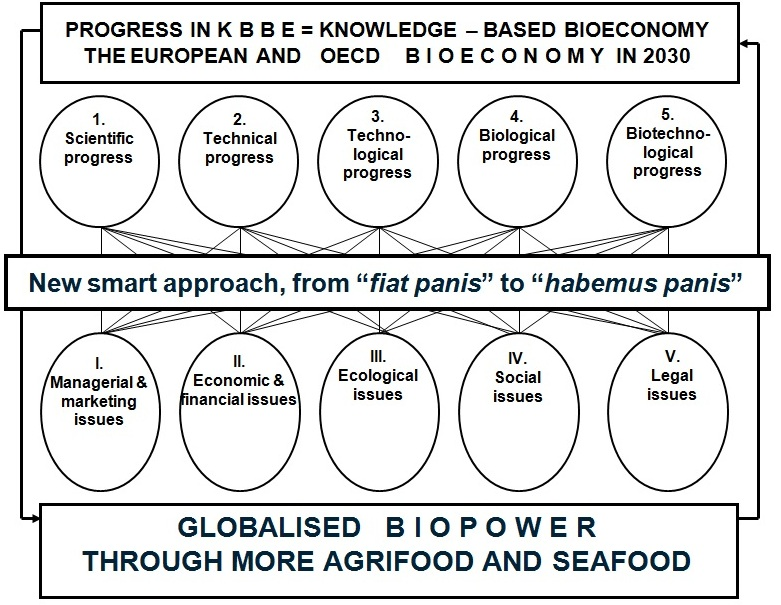 PROGRESS IN K B B E = KNOWLEDGE – BASED BIOECONOMY
THE EUROPEAN AND OECD B I O E C O N O M Y IN 2030
1.
Scientific
progress
2.
Technical
progress
3.
Techno-
logical
progress
4.
Biological
progress
5.
Biotechno-
logical
progress
New smart approach, from “fiat panis” to “habemus panis”
I.
Managerial &
marketing
issues
II.
Economic &
financial issues
III.
Ecological
issues
IV.
Social
issues
V.
Legal
issues
GLOBALISED B I O P O W E R
THROUGH MORE AGRIFOOD AND SEAFOOD